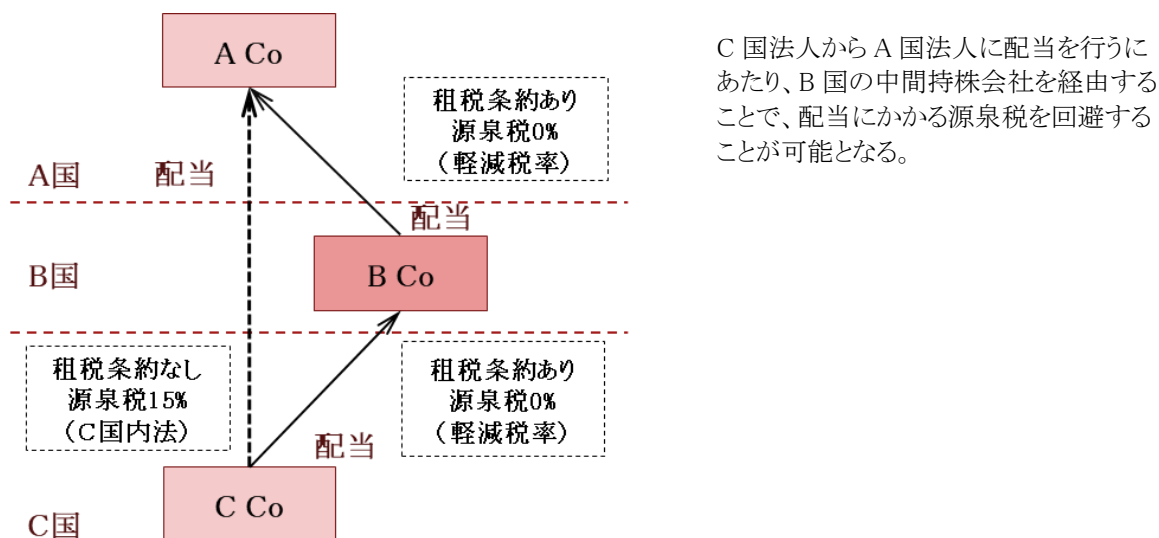 A Co
C 国法人から A 国法人に配当を行うに
あたり、B 国の中間持株会社を経由する
ことで、配当にかかる源泉税を回避する
ことが可能となる。
租税条約あり
源泉税0%
(軽減税率)
A国
配当
配当
B国
B Co
租税条約なし
源泉税15%
(C国内法)
租税条約あり
源泉税0%
(軽減税率)
配当
C Co
C国